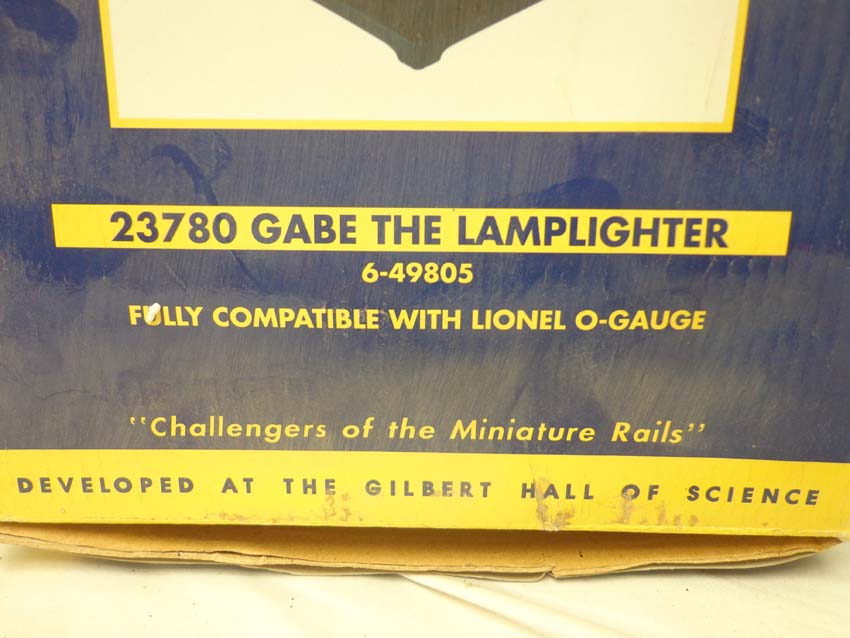 23780 GABE THE LAMPLIGHTER
6-49805
FULLY COMPATIBLE WITH LIONEL O-GAUGE
"Challengers of the Miniature Rails"
DEVELOPED AT THE GILBERT HALL OF SCIENCE